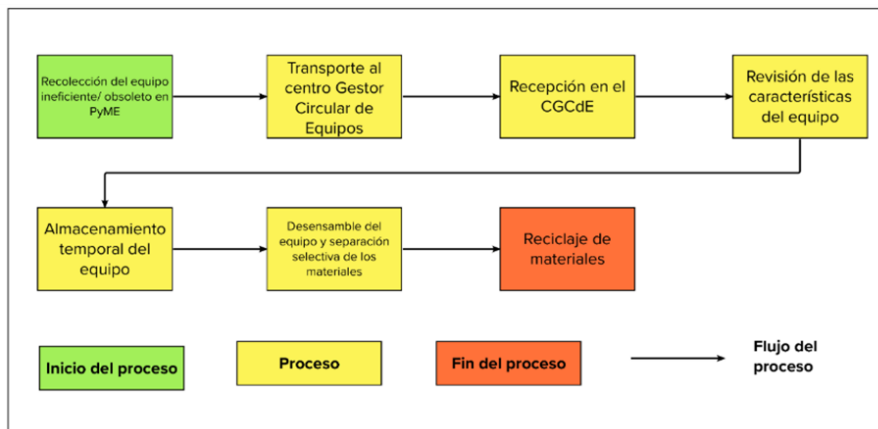 Recolección del equipo
ineficiente/ obsoleto en
PyME
Transporte al
centro Gestor
Circular de
Equipos
Recepción en el
CGCdE
Revisión de las
características
del equipo
Almacenamiento
temporal del
equipo
Desensamble del
equipo y separación
selectiva de los
materiales
Reciclaje de
materiales
Inicio del proceso
Proceso
Fin del proceso
Flujo del
proceso